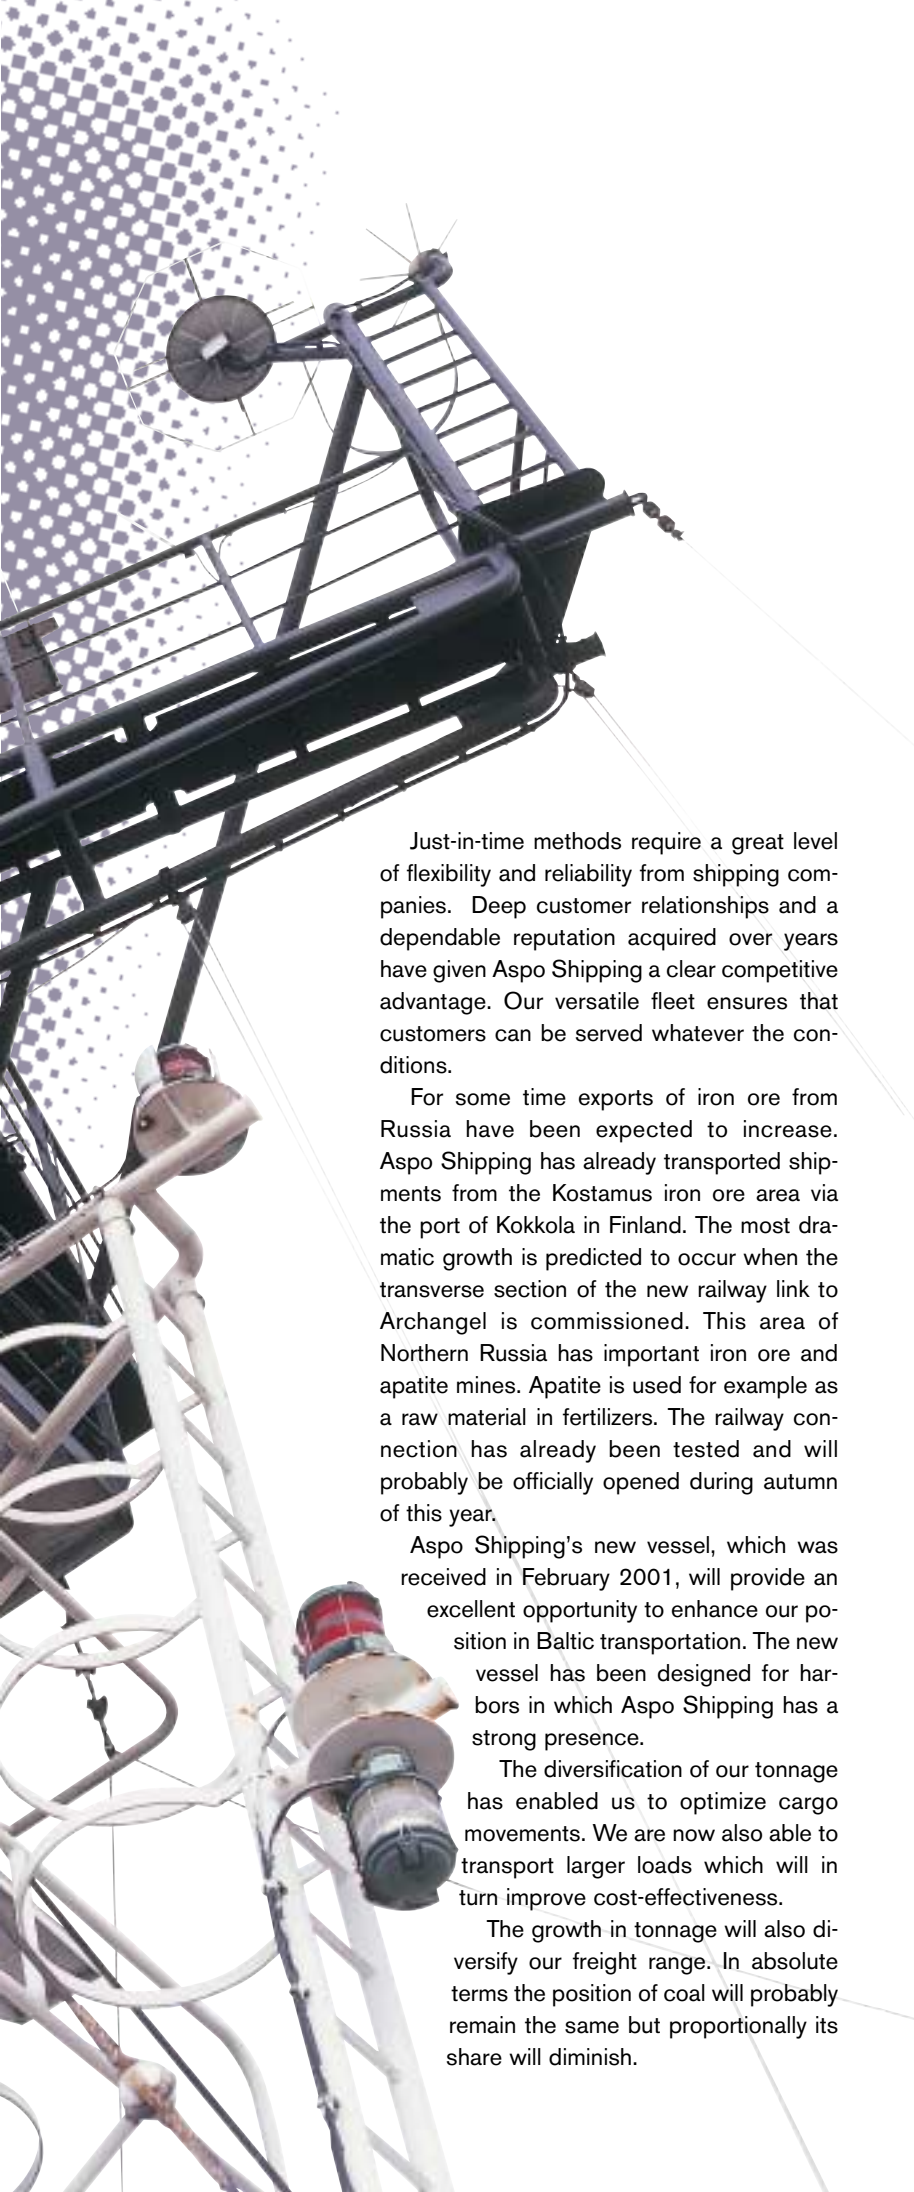 Just-in-time methods require a great level
of flexibility and reliability from shipping com-
panies.  Deep customer relationships and a
dependable reputation acquired over years
have given Aspo Shipping a clear competitive
advantage. Our versatile fleet ensures that
customers can be served whatever the con-
ditions.
For some time exports of iron ore from
Russia have been expected to increase.
Aspo Shipping has already transported ship-
ments from the Kostamus iron ore area via
the port of Kokkola in Finland. The most dra-
matic growth is predicted to occur when the
transverse section of the new railway link to
Archangel is commissioned. This area of
Northern Russia has important iron ore and
apatite mines. Apatite is used for example as
a raw material in fertilizers. The railway con-
nection has already been tested and will
probably be officially opened during autumn
of this year.
Aspo Shipping’s new vessel, which was
received in February 2001, will provide an
excellent opportunity to enhance our po-
sition in Baltic transportation. The new
vessel has been designed for har-
bors in which Aspo Shipping has a
strong presence.
The diversification of our tonnage
has enabled us to optimize cargo
movements. We are now also able to
transport larger loads which will in
turn improve cost-effectiveness.
The growth in tonnage will also di-
versify our freight range. In absolute
terms the position of coal will probably
remain the same but proportionally its
share will diminish.